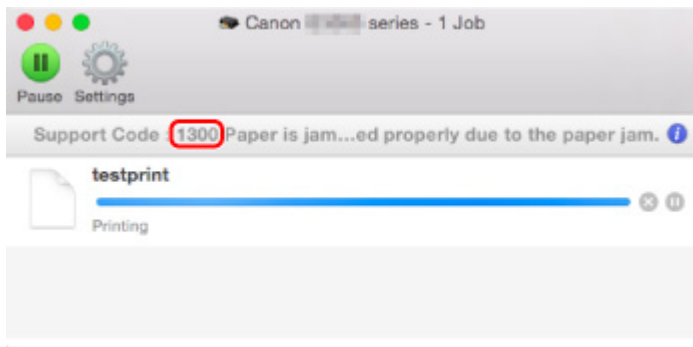 Canon series - 1 Job
Pause Settings
Support Code : 1300 Paper is jam...ed properly due to the paper jam.
testprint
Printing